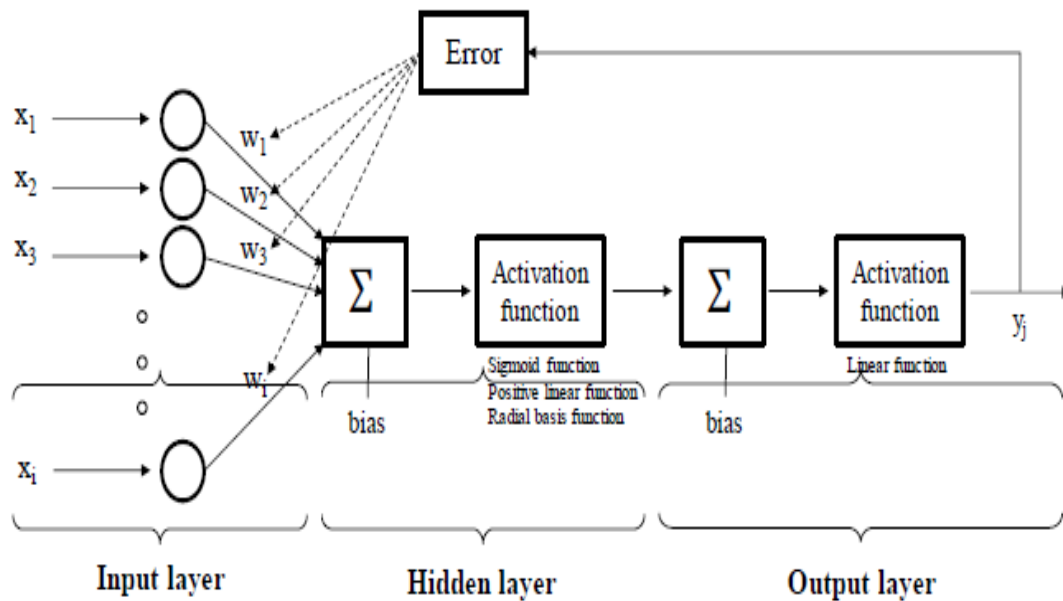 Error
x₁
w₁
x₂
w₂
x₃
w₃
∑
Activation
function
∑
Activation
function
yⱼ
Sigmoid function
Positive linear function
Radial basis function
Linear function
wᵢ
bias
bias
xᵢ
Input layer
Hidden layer
Output layer